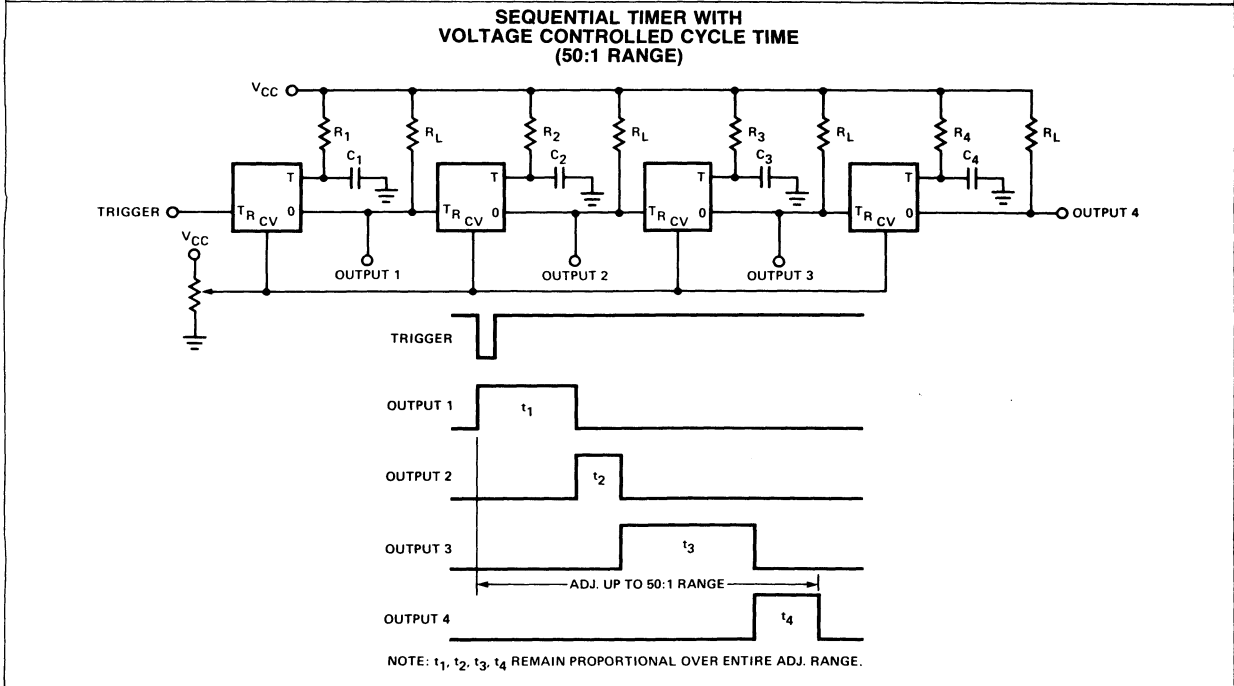 SEQUENTIAL TIMER WITH
VOLTAGE CONTROLLED CYCLE TIME
(50:1 RANGE)
VCC
R1
RL
R2
RL
R3
RL
R4
RL
C1
C2
C3
C4
T
T
T
T
TRIGGER
TR
CV
0
TR
CV
0
TR
CV
0
TR
CV
0
OUTPUT 4
VCC
OUTPUT 1
OUTPUT 2
OUTPUT 3
TRIGGER
OUTPUT 1
t1
OUTPUT 2
t2
OUTPUT 3
t3
ADJ. UP TO 50:1 RANGE
OUTPUT 4
t4
NOTE: t1, t2, t3, t4 REMAIN PROPORTIONAL OVER ENTIRE ADJ. RANGE.